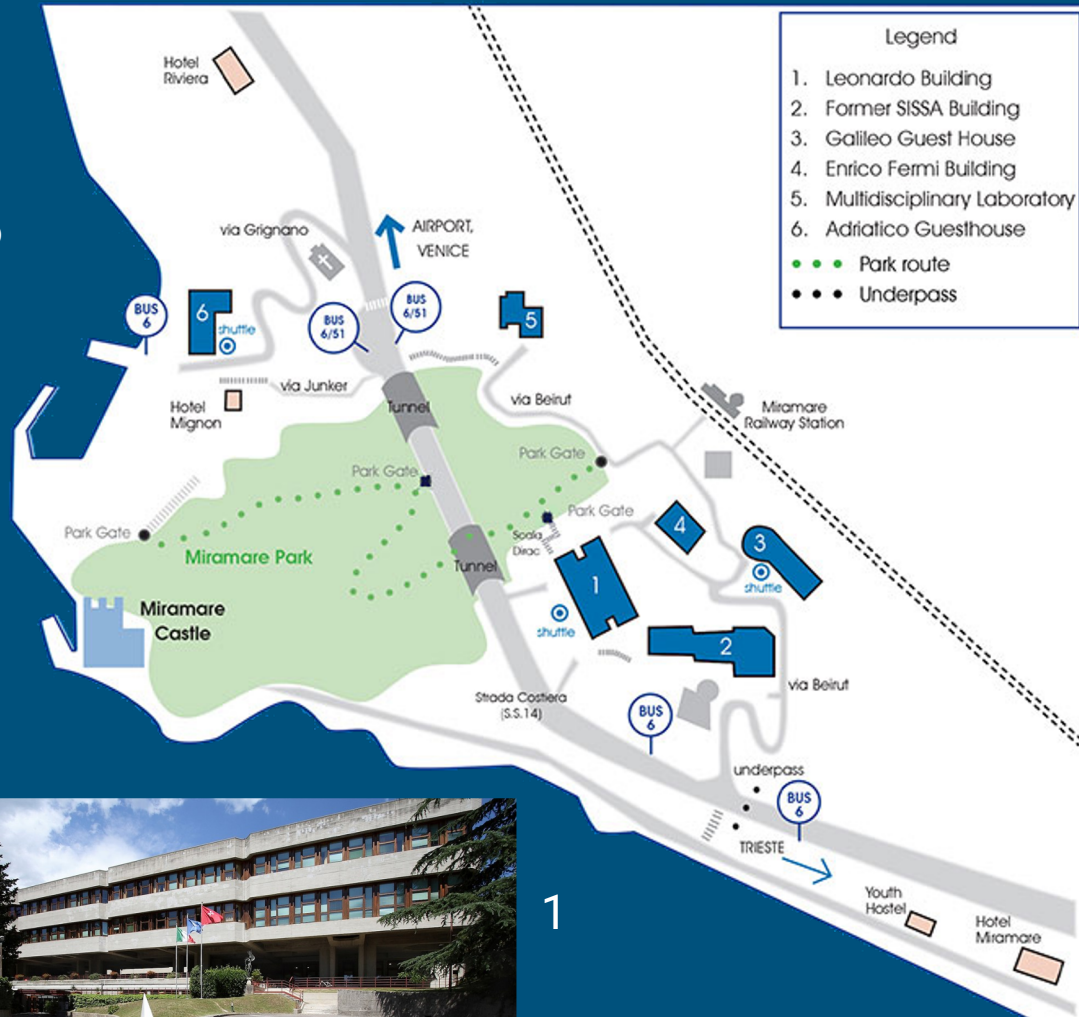 Legend
1. Leonardo Building
2. Former SISSA Building
3. Galileo Guest House
4. Enrico Fermi Building
5. Multidisciplinary Laboratory
6. Adriatico Guesthouse
Park route
Underpass
Hotel
Riviera
via Grignano
AIRPORT,
VENICE
BUS
6
6
shuttle
BUS
6/51
BUS
6/51
5
via Junker
Hotel
Mignon
Tunnel
via Beirut
Miramare
Railway Station
Park Gate
Park Gate
Park Gate
Park Gate
Scala
Dirac
4
3
shuttle
Miramare Park
Tunnel
1
shuttle
Miramare
Castle
2
via Beirut
Strada Costiera
(S.S.14)
BUS
6
underpass
BUS
6
TRIESTE
Youth
Hostel
Hotel
Miramare
1